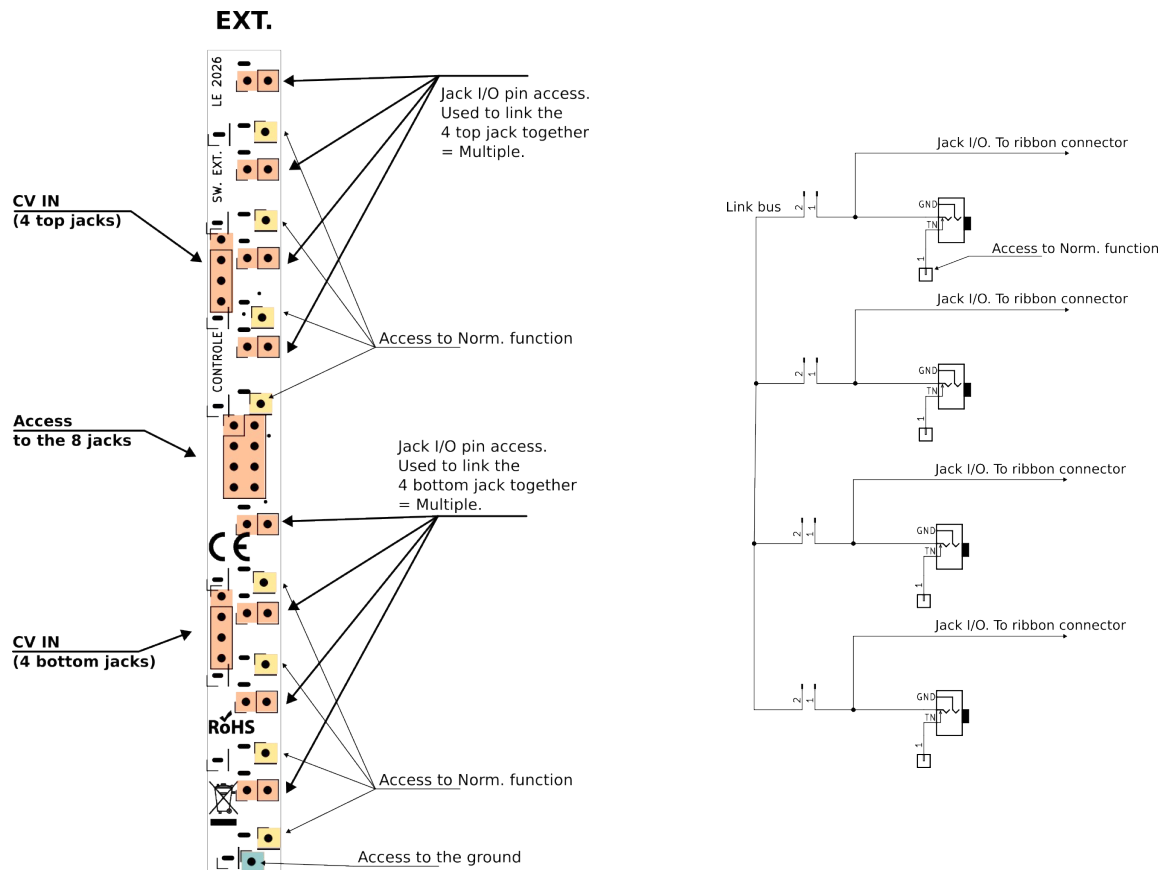 EXT.
LE 2026
SW. EXT.
CONTROLE
CV IN
(4 top jacks)
Access
to the 8 jacks
CV IN
(4 bottom jacks)
Jack I/O pin access.
Used to link the
4 top jack together
= Multiple.
Access to Norm. function
Jack I/O pin access.
Used to link the
4 bottom jack together
= Multiple.
Access to Norm. function
Access to the ground
CE
RoHS
Jack I/O. To ribbon connector
Link bus
2
1
GND
TN
1
Access to Norm. function
Jack I/O. To ribbon connector
2
1
GND
TN
1
Jack I/O. To ribbon connector
2
1
GND
TN
1
Jack I/O. To ribbon connector
2
1
GND
TN
1